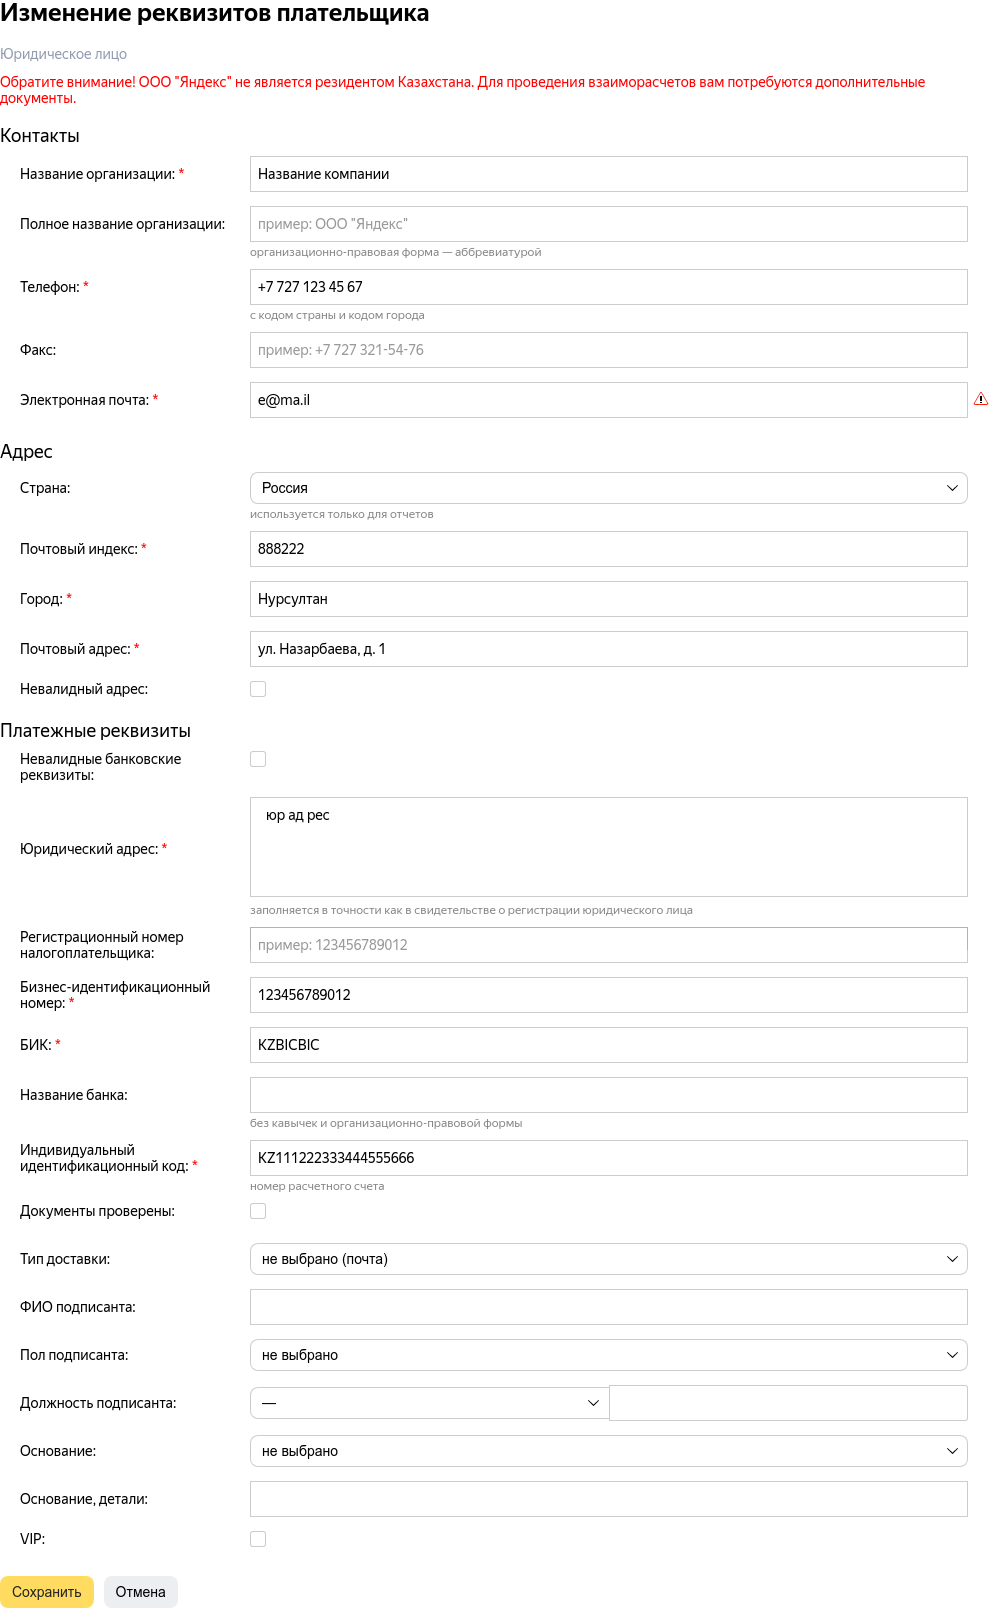 Изменение реквизитов плательщика
Юридическое лицо
Обратите внимание! ООО "Яндекс" не является резидентом Казахстана. Для проведения взаиморасчетов вам потребуются дополнительные
документы.
Контакты
Название организации: *
Название компании
Полное название организации:
пример: ООО "Яндекс"
организационно-правовая форма — аббревиатурой
Телефон: *
+7 727 123 45 67
с кодом страны и кодом города
Факс:
пример: +7 727 321-54-76
Электронная почта: *
e@ma.il
Адрес
Страна:
Россия
используется только для отчетов
Почтовый индекс: *
888222
Город: *
Нурсултан
Почтовый адрес: *
ул. Назарбаева, д. 1
Невалидный адрес:
Платежные реквизиты
Невалидные банковские
реквизиты:
Юридический адрес: *
юр ад рес
заполняется в точности как в свидетельстве о регистрации юридического лица
Регистрационный номер
налогоплательщика:
пример: 123456789012
Бизнес-идентификационный
номер: *
123456789012
БИК: *
KZBICBIC
Название банка:
без кавычек и организационно-правовой формы
Индивидуальный
идентификационный код: *
KZ111222333444555666
номер расчетного счета
Документы проверены:
Тип доставки:
не выбрано (почта)
ФИО подписанта:
Пол подписанта:
не выбрано
Должность подписанта:
—
Основание:
не выбрано
Основание, детали:
VIP:
Сохранить
Отмена